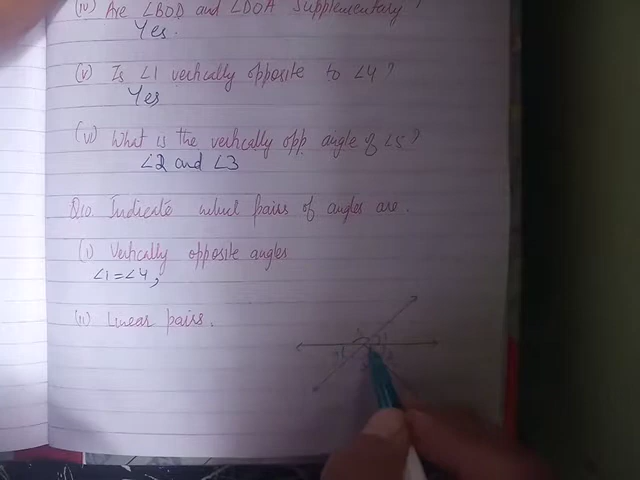 (iv) Are ∠BOD and ∠DOA Supplementary?
Yes.
(v) Is ∠1 vertically opposite to ∠4?
Yes
(vi) What is the vertically opp angle of ∠5?
∠2 and ∠3
Q10. Indicate which pairs of angles are.
(i) Vertically opposite angles
∠1=∠4,
(ii) Linear pairs.